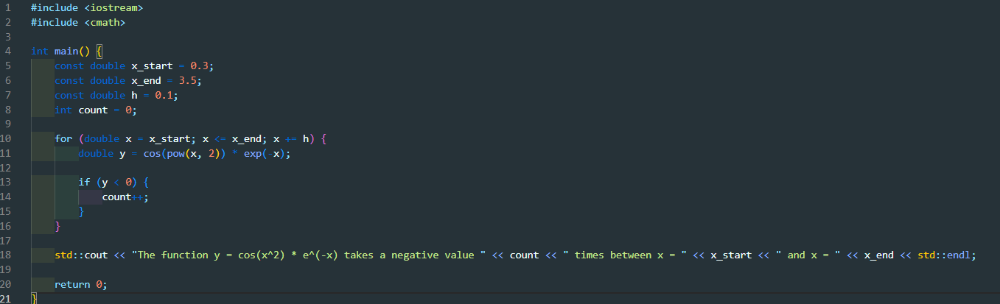 1 #include <iostream>
2 #include <cmath>
3
4 int main() {
5     const double x_start = 0.3;
6     const double x_end = 3.5;
7     const double h = 0.1;
8     int count = 0;
9
10     for (double x = x_start; x <= x_end; x += h) {
11         double y = cos(pow(x, 2)) * exp(-x);
12
13         if (y < 0) {
14             count++;
15         }
16     }
17
18     std::cout << "The function y = cos(x^2) * e^(-x) takes a negative value " << count << " times between x = " << x_start << " and x = " << x_end << std::endl;
19
20     return 0;
21 }